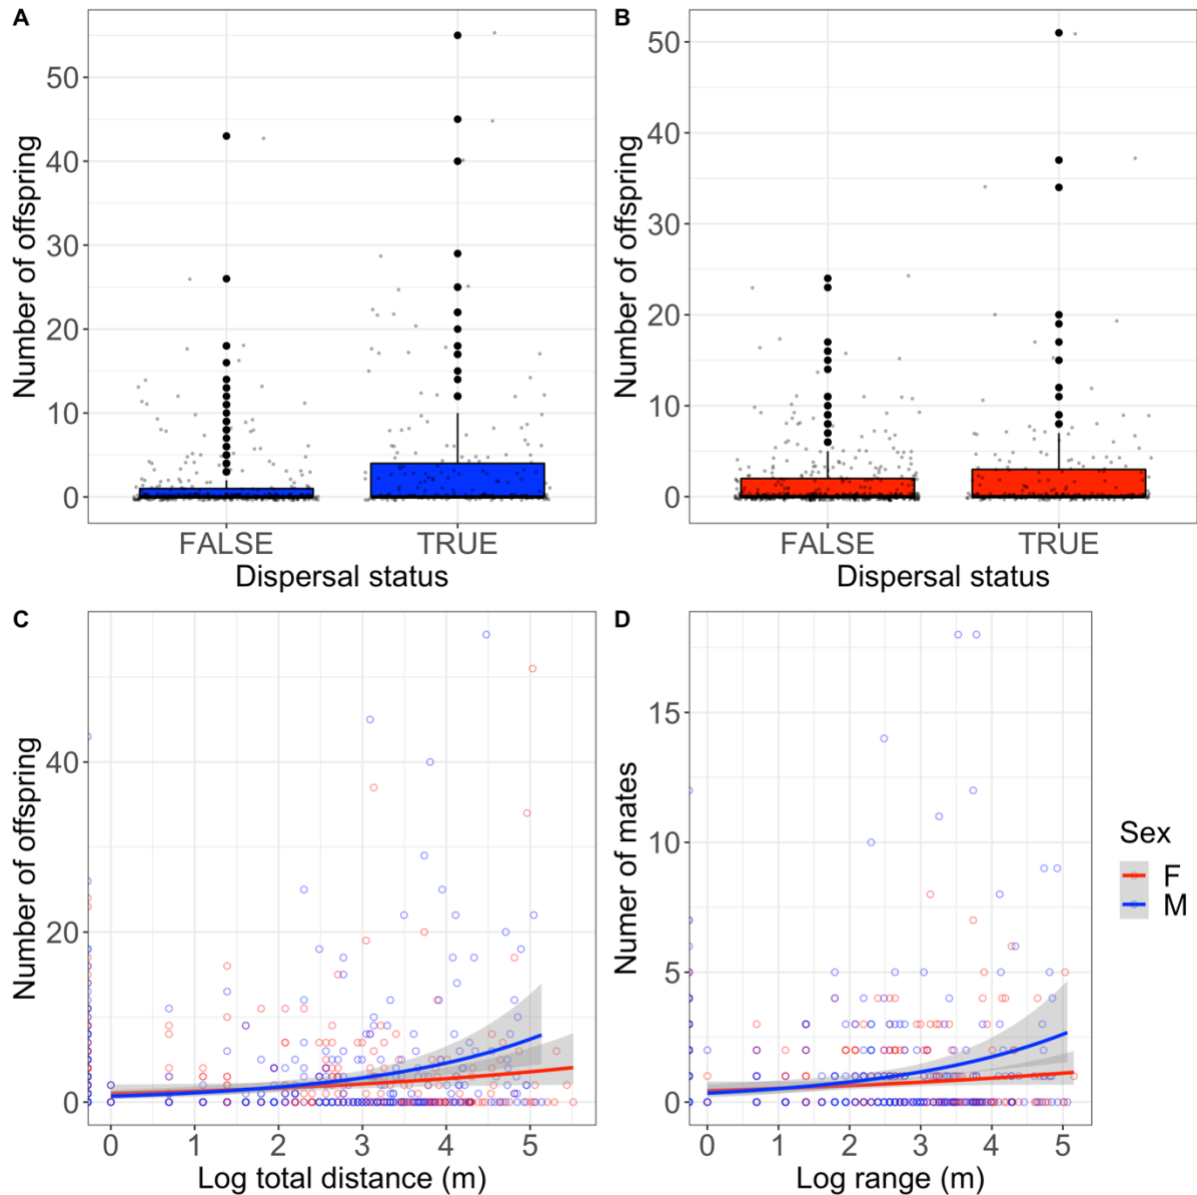 A
Number of offspring
50
40
30
20
10
0
FALSE
TRUE
Dispersal status
B
Number of offspring
50
40
30
20
10
0
FALSE
TRUE
Dispersal status
C
Number of offspring
40
20
0
0 1 2 3 4 5
Log total distance (m)
D
Numer of mates
15
10
5
0
0 1 2 3 4 5
Log range (m)
Sex
F
M